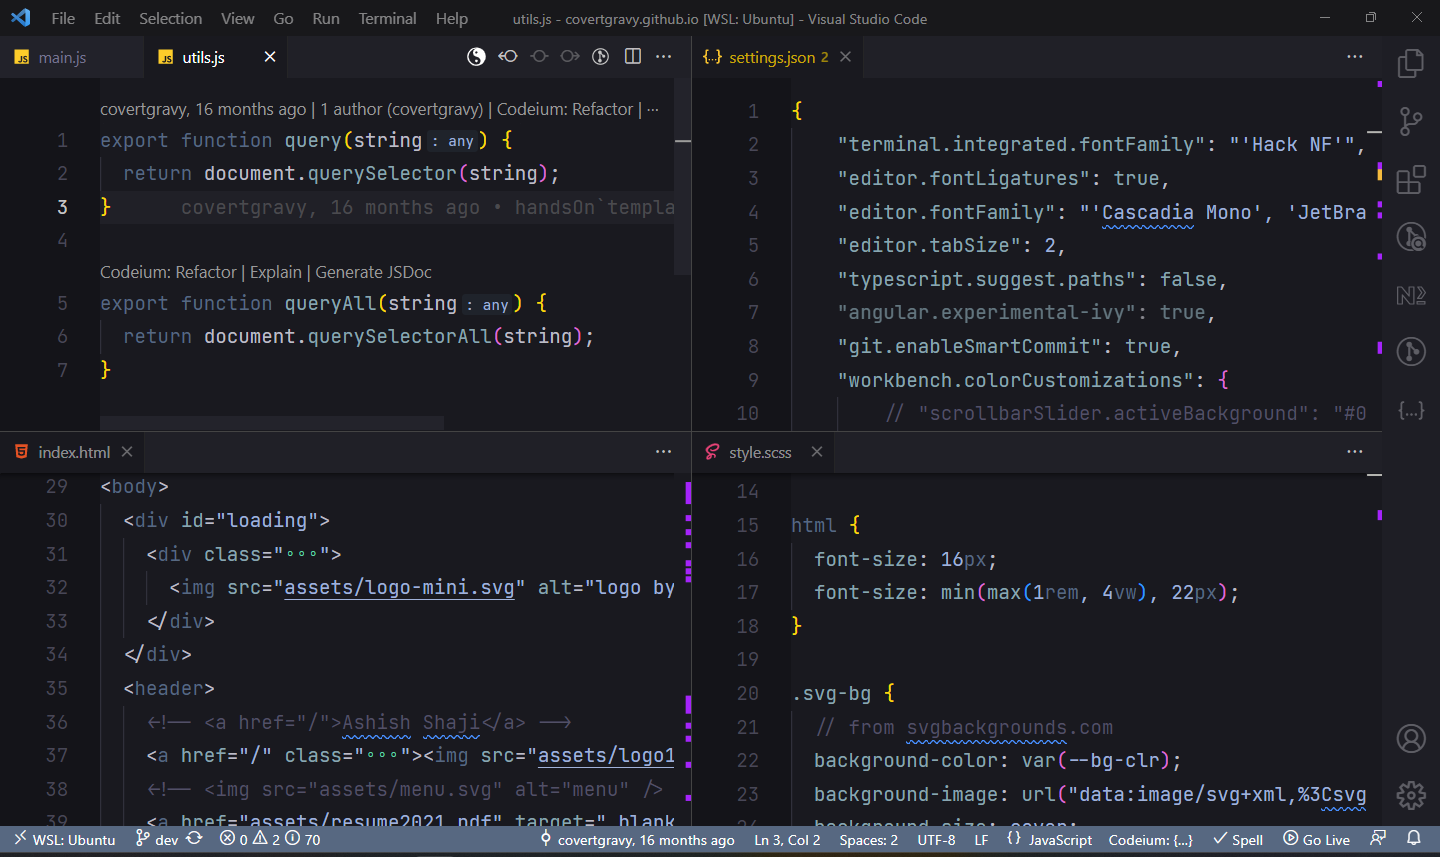 File Edit Selection View Go Run Terminal Help
utils.js - covertgravy.github.io [WSL: Ubuntu] - Visual Studio Code
JS main.js
JS utils.js
covertgravy, 16 months ago | 1 author (covertgravy) | Codeium: Refactor | ···
1 export function query(string : any) {
2 return document.querySelector(string);
3 } covertgravy, 16 months ago • handsOn`templa
4
Codeium: Refactor | Explain | Generate JSDoc
5 export function queryAll(string : any) {
6 return document.querySelectorAll(string);
7 }
{..} settings.json 2
1 {
2 "terminal.integrated.fontFamily": "'Hack NF'",
3 "editor.fontLigatures": true,
4 "editor.fontFamily": "'Cascadia Mono', 'JetBra
5 "editor.tabSize": 2,
6 "typescript.suggest.paths": false,
7 "angular.experimental-ivy": true,
8 "git.enableSmartCommit": true,
9 "workbench.colorCustomizations": {
10 // "scrollbarSlider.activeBackground": "#0
index.html
29 <body>
30 <div id="loading">
31 <div class="∘∘∘">
32 <img src="assets/logo-mini.svg" alt="logo by
33 </div>
34 </div>
35 <header>
36 <!-- <a href="/">Ashish Shaji</a> -->
37 <a href="/" class="∘∘∘"><img src="assets/logo1
38 <!-- <img src="assets/menu.svg" alt="menu" />
39 <a href="assets/resume2021.pdf" target="_blank
style.scss
14
15 html {
16 font-size: 16px;
17 font-size: min(max(1rem, 4vw), 22px);
18 }
19
20 .svg-bg {
21 // from svgbackgrounds.com
22 background-color: var(--bg-clr);
23 background-image: url("data:image/svg+xml,%3Csvg
24 background-size: cover;
{...}
WSL: Ubuntu dev 0 2 70 covertgravy, 16 months ago Ln 3, Col 2 Spaces: 2 UTF-8 LF {} JavaScript Codeium: {...} Spell Go Live